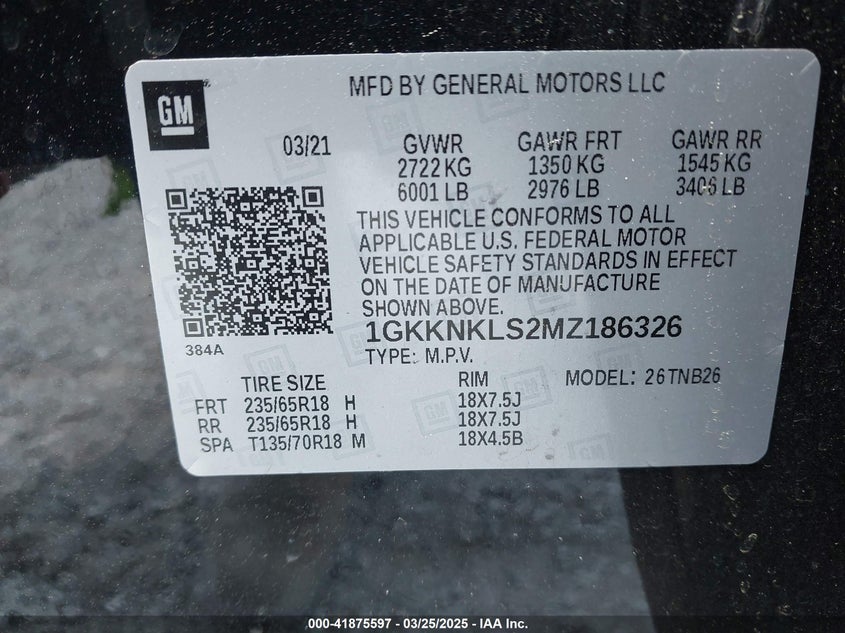 GM
MFD BY GENERAL MOTORS LLC
03/21
GVWR GAWR FRT GAWR RR
2722 KG 1350 KG 1545 KG
6001 LB 2976 LB 3406 LB
THIS VEHICLE CONFORMS TO ALL
APPLICABLE U.S. FEDERAL MOTOR
VEHICLE SAFETY STANDARDS IN EFFECT
ON THE DATE OF MANUFACTURE
SHOWN ABOVE.
384A
1GKKNKLS2MZ186326
TYPE: M.P.V.
TIRE SIZE RIM MODEL: 26TNB26
FRT 235/65R18 H 18X7.5J
RR 235/65R18 H 18X7.5J
SPA T135/70R18 M 18X4.5B
000-41875597 - 03/25/2025 - IAA Inc.